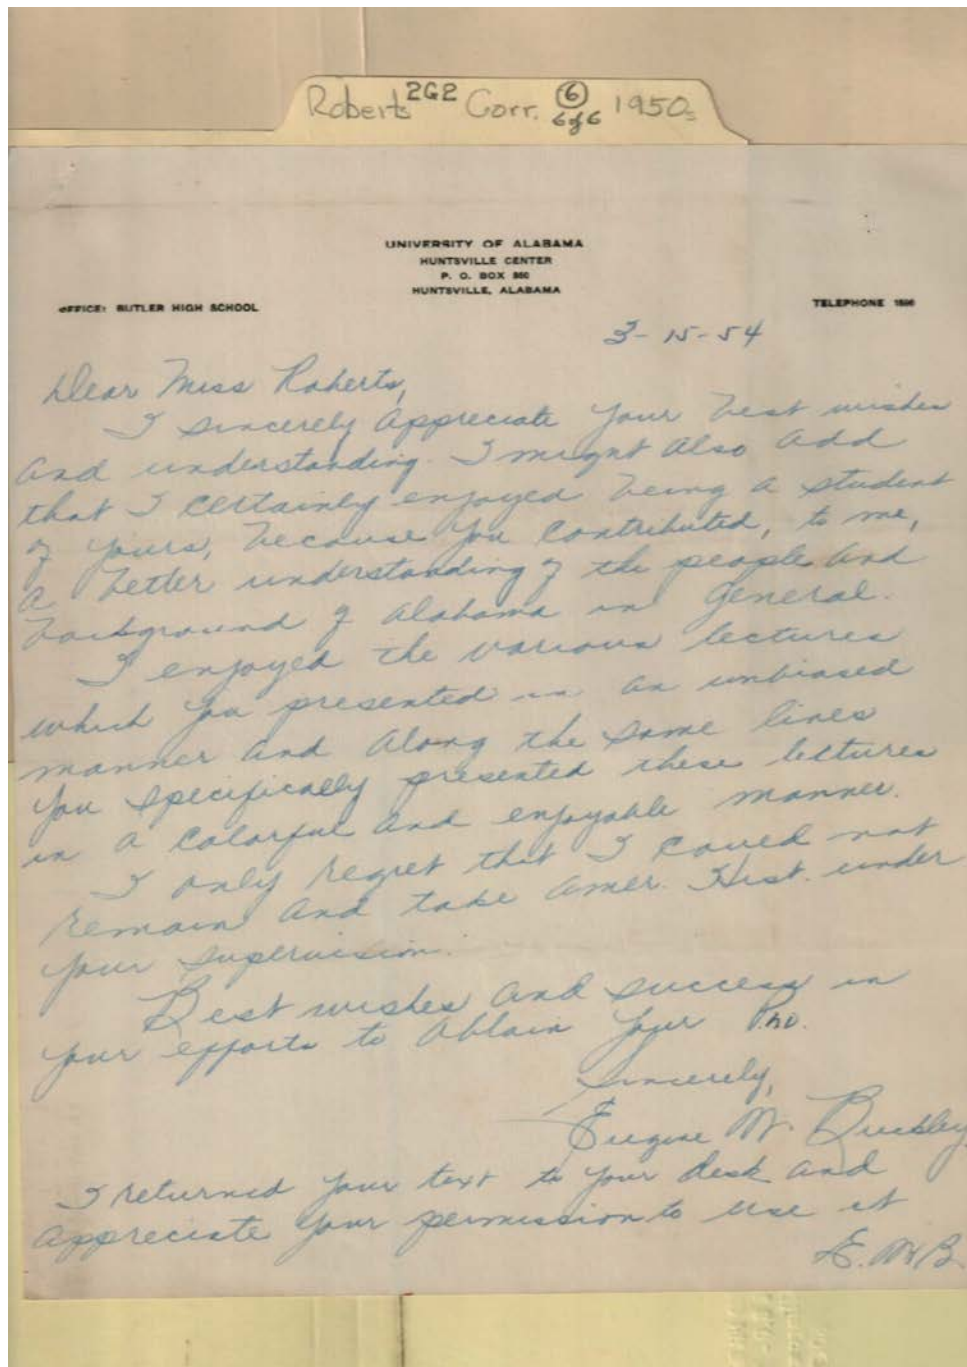 Roberts 2G2 Corr. 6 1950s
6 of 6
UNIVERSITY OF ALABAMA
HUNTSVILLE CENTER
P. O. BOX
HUNTSVILLE, ALABAMA
OFFICE: BUTLER HIGH SCHOOL
TELEPHONE
3-15-54
Dear Miss Roberts,
I sincerely appreciate your best wishes
and understanding. I might also add
that I certainly enjoyed being a student
of yours, because you contributed, to me,
a better understanding of the people and
background of Alabama in general.
I enjoyed the various lectures
which you presented in an unbiased
manner and along the same lines
you specifically presented these lectures
in a colorful and enjoyable manner.
I only regret that I could not
remain and take Amer. Hist. under
your supervision.
Best wishes and success in
your efforts to obtain your PhD.
Sincerely,
Eugene M. Buckley
I returned your text to your desk and
appreciate your permission to use it
E. M B.